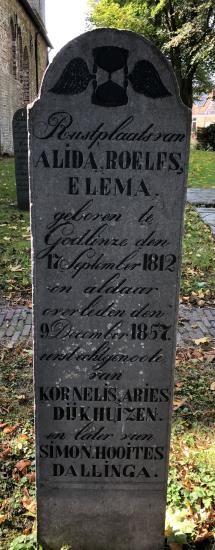 Rustplaats van
ALIDA, ROELFS,
ELEMA.
geboren te
Godlinze den
17 September 1812
en aldaar
overleden den
9 December 1857.
eerst echtgenoote
van
KORNELIS, ARIES
DIJKHUIZEN.
en later van
SIMON, HOOITES
DALLINGA.